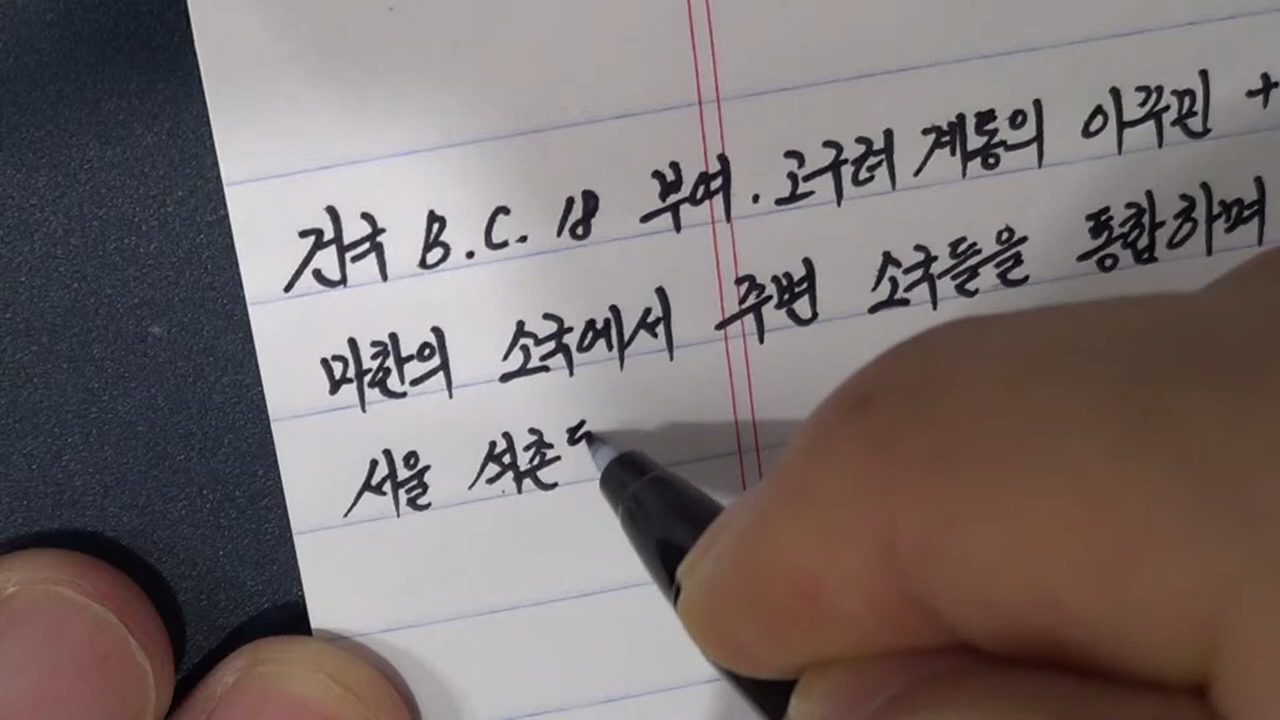 건국 B.C. 18 부여.고구려 계통의 이주민 +
마한의 소국에서 주변 소국들을 통합하며
서울 석촌